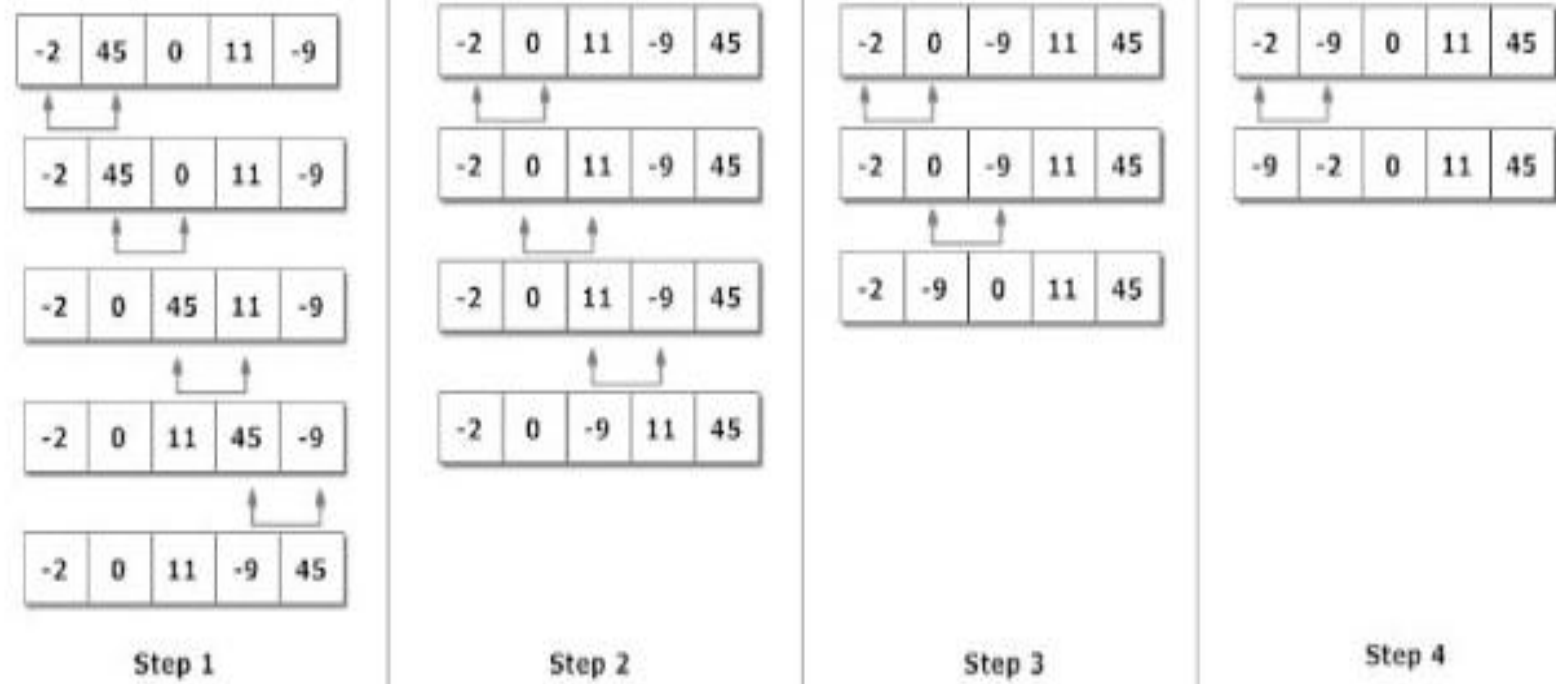 -2 45 0 11 -9
-2 45 0 11 -9
-2 0 45 11 -9
-2 0 11 45 -9
-2 0 11 -9 45
Step 1
-2 0 11 -9 45
-2 0 11 -9 45
-2 0 11 -9 45
-2 0 -9 11 45
Step 2
-2 0 -9 11 45
-2 0 -9 11 45
-2 -9 0 11 45
Step 3
-2 -9 0 11 45
-9 -2 0 11 45
Step 4